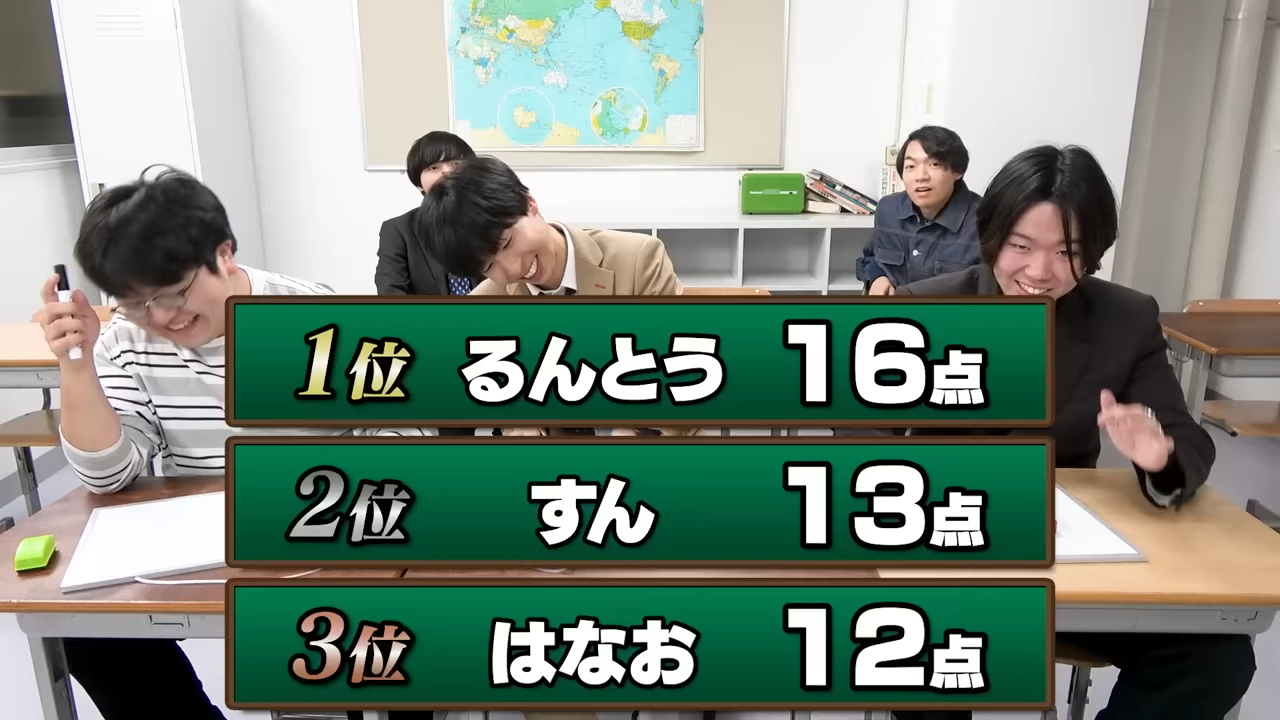 1位 るんとう 16点
2位 すん 13点
3位 はなお 12点